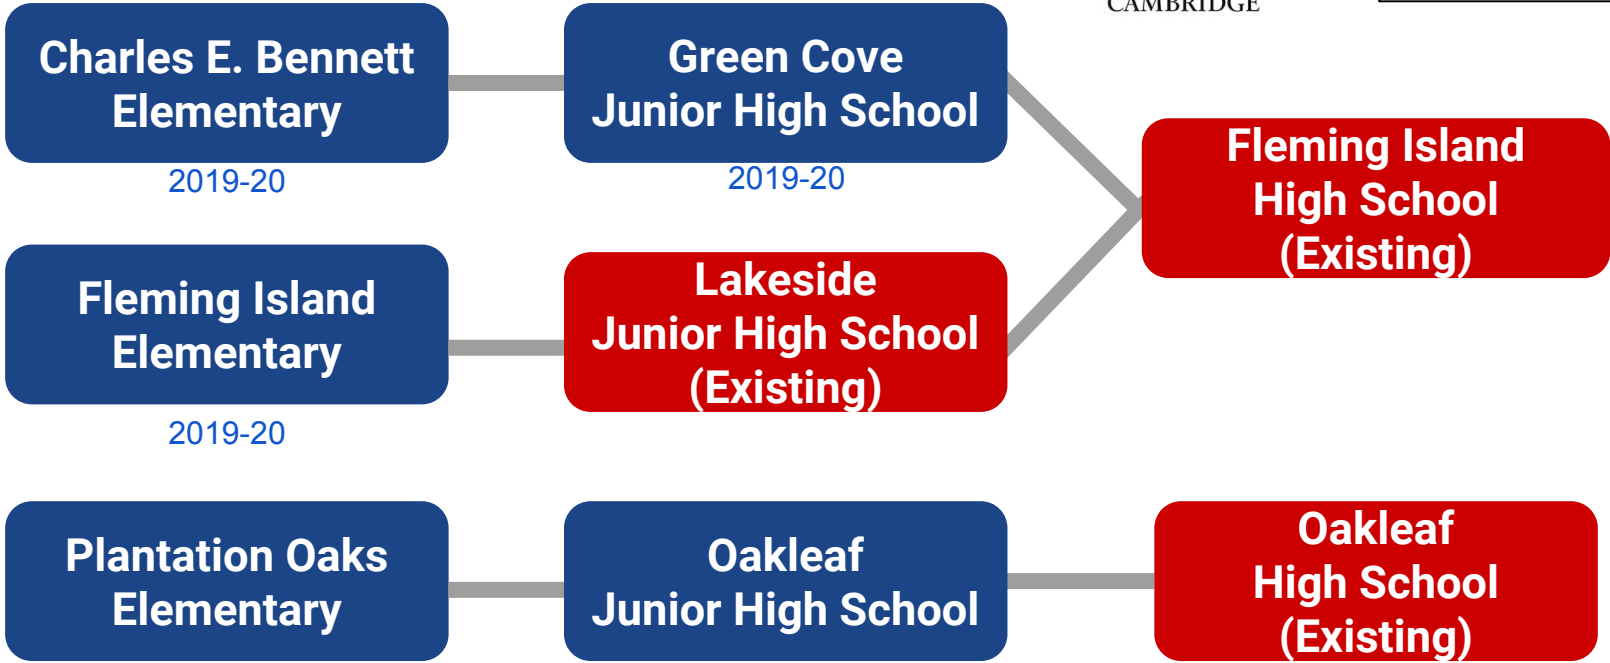 CAMBRIDGE
Charles E. Bennett
Elementary
2019-20
Green Cove
Junior High School
2019-20
Fleming Island
High School
(Existing)
Fleming Island
Elementary
2019-20
Lakeside
Junior High School
(Existing)
Plantation Oaks
Elementary
Oakleaf
Junior High School
Oakleaf
High School
(Existing)